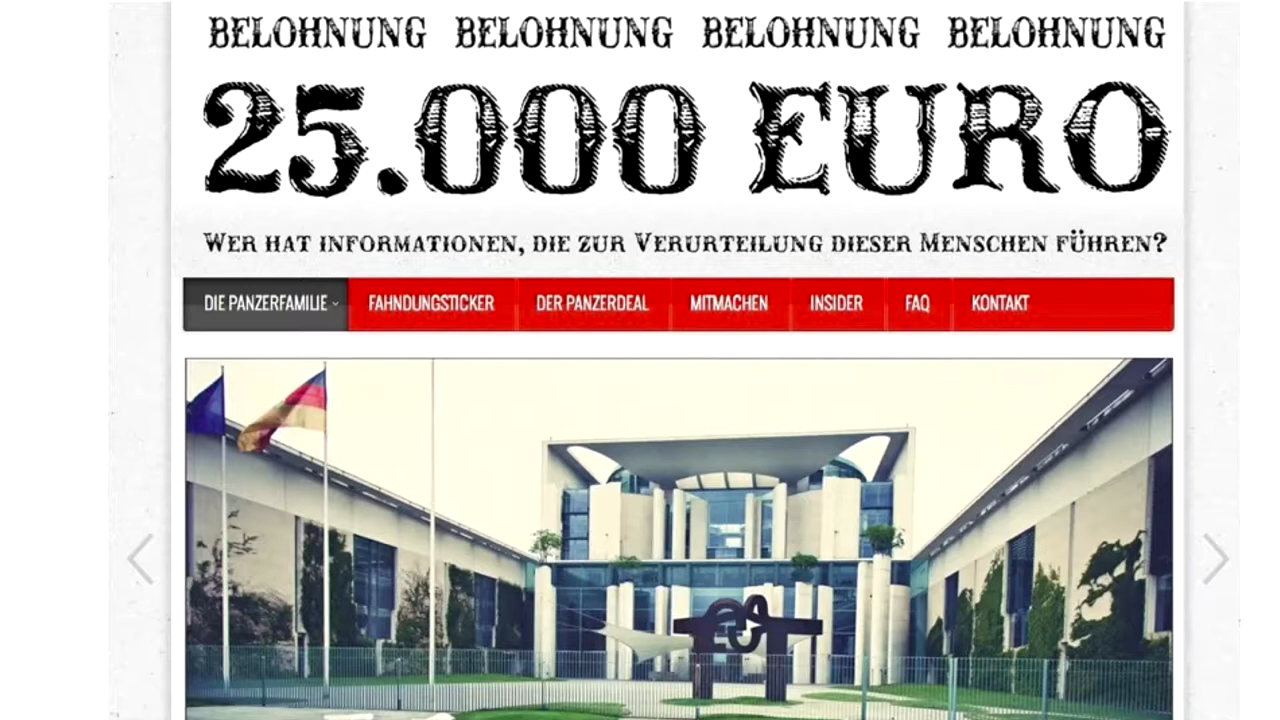 BELOHNUNG BELOHNUNG BELOHNUNG BELOHNUNG
25.000 EURO
WER HAT INFORMATIONEN, DIE ZUR VERURTEILUNG DIESER MENSCHEN FÜHREN?
DIE PANZERFAMILIE FAHNDUNGSTICKER DER PANZERDEAL MITMACHEN INSIDER FAQ KONTAKT